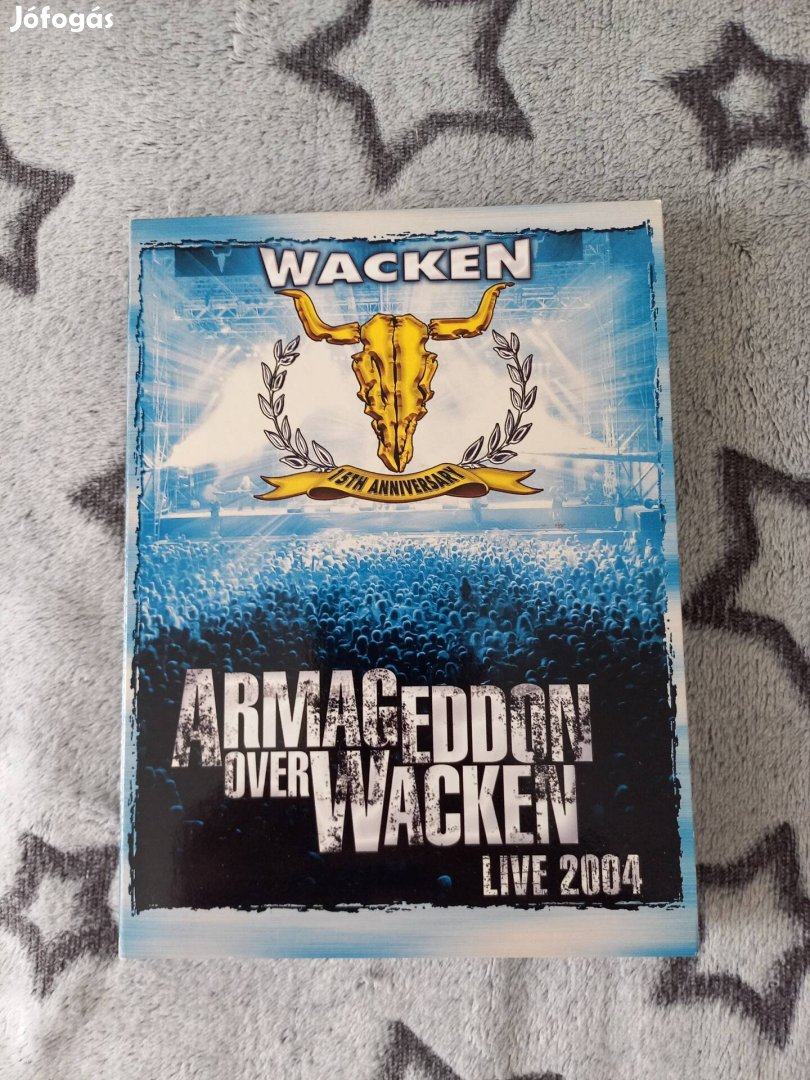 Jófogás
WACKEN
15TH ANNIVERSARY
ARMAGEDDON
OVER WACKEN
LIVE 2004